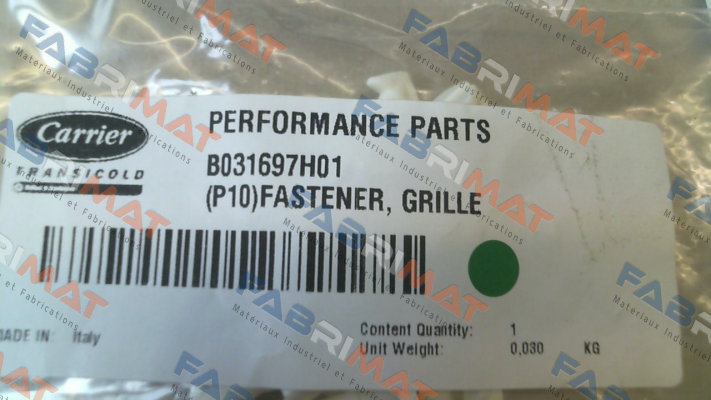 Carrier
TRANSICOLD
PERFORMANCE PARTS
B031697H01
(P10)FASTENER, GRILLE
MADE IN: Italy
Content Quantity: 1
Unit Weight: 0,030 KG
FABRIMAT
Materiaux Industriel et Fabrications